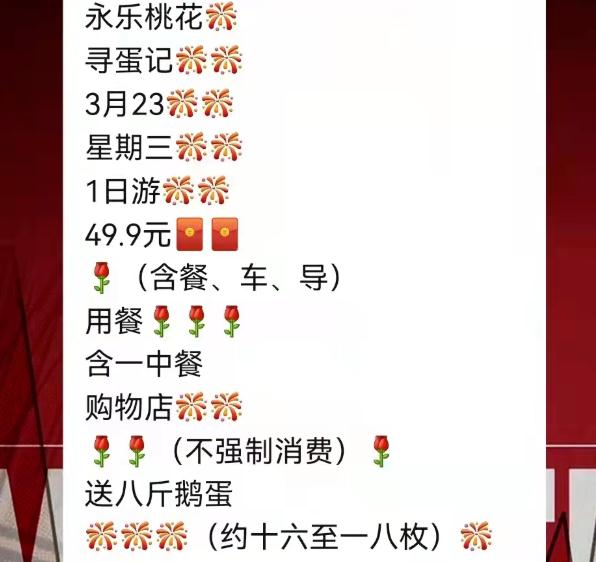 永乐桃花🎆
寻蛋记🎆🎆
3月23🎆🎆
星期三🎆🎆
1日游🎆🎆
49.9元🧧🧧
🌹（含餐、车、导）
用餐🌹🌹🌹
含一中餐
购物店🎆🎆
🌹🌹（不强制消费）🌹
送八斤鹅蛋
🎆🎆🎆（约十六至一八枚）🎆